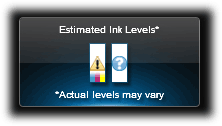 Estimated Ink Levels*
*Actual levels may vary